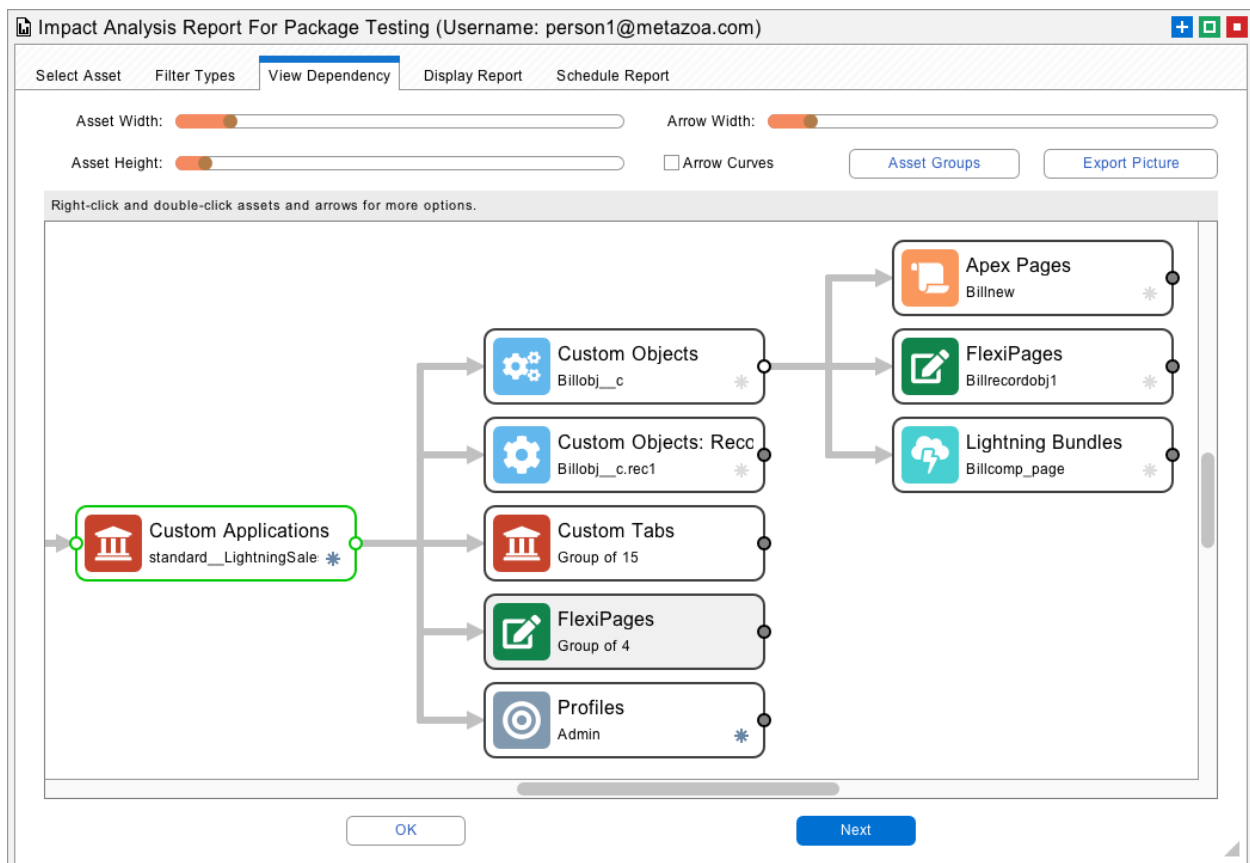 Impact Analysis Report For Package Testing (Username: person1@metazoa.com)
Select Asset Filter Types View Dependency Display Report Schedule Report
Asset Width: Arrow Width:
Asset Height: Arrow Curves Asset Groups Export Picture
Right-click and double-click assets and arrows for more options.
Apex Pages
Billnew
Custom Objects
Billobj__c
FlexiPages
Billrecordobj1
Custom Objects: Reco
Billobj__c.rec1
Lightning Bundles
Billcomp_page
Custom Applications
standard__LightningSale
Custom Tabs
Group of 15
FlexiPages
Group of 4
Profiles
Admin
OK Next